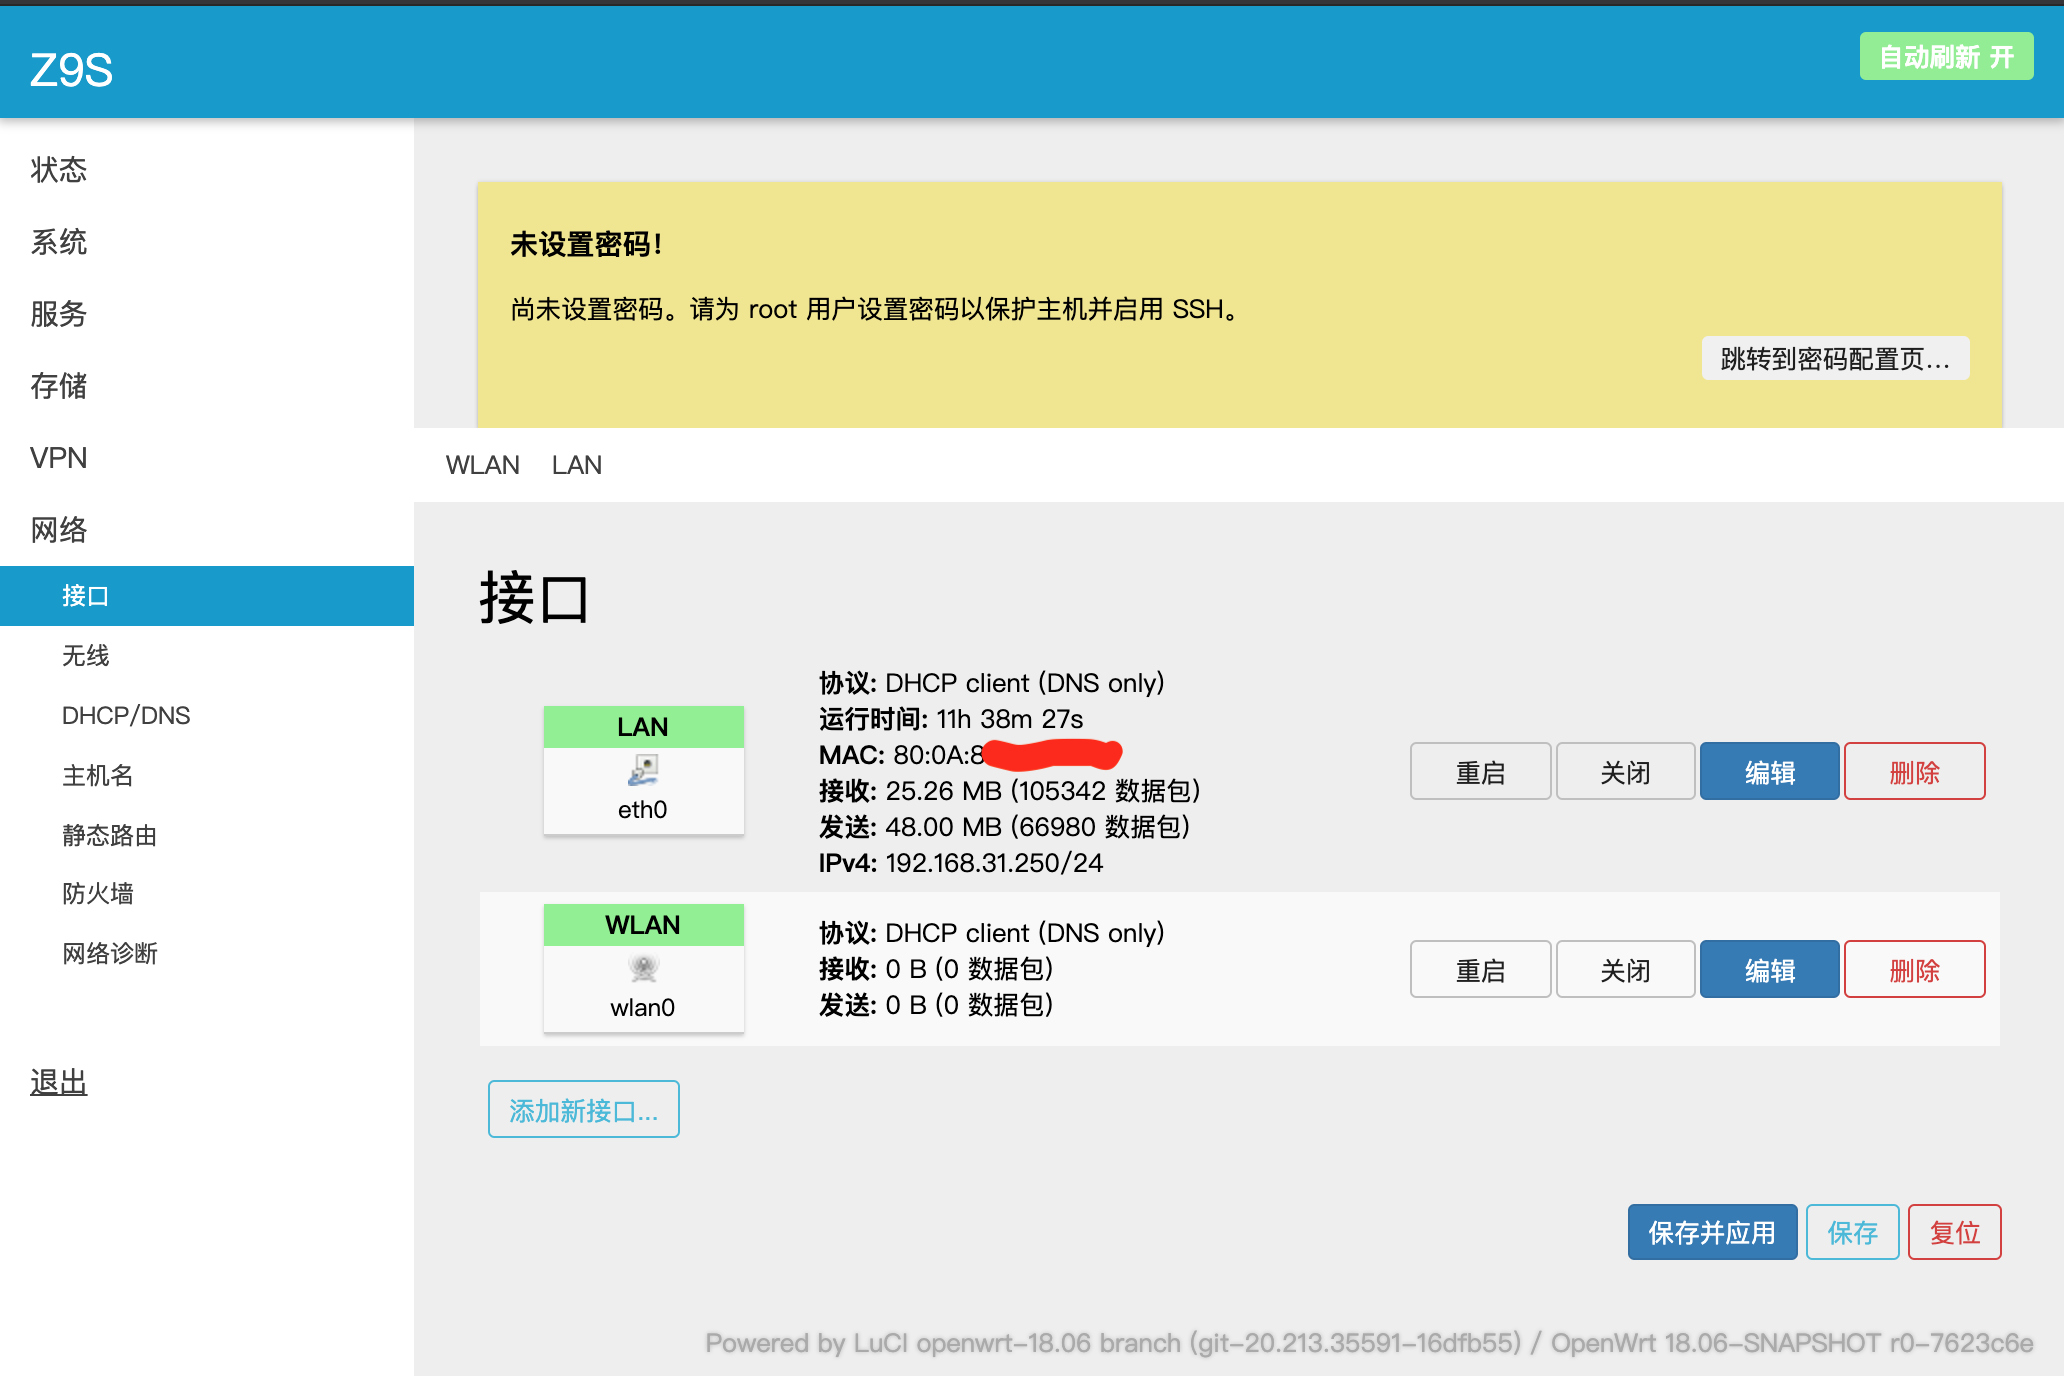 Z9S
自动刷新 开
状态
系统
服务
存储
VPN
网络
接口
无线
DHCP/DNS
主机名
静态路由
防火墙
网络诊断
退出
未设置密码！
尚未设置密码。请为 root 用户设置密码以保护主机并启用 SSH。
跳转到密码配置页...
WLAN LAN
接口
LAN
eth0
协议: DHCP client (DNS only)
运行时间: 11h 38m 27s
MAC: 80:0A:8
接收: 25.26 MB (105342 数据包)
发送: 48.00 MB (66980 数据包)
IPv4: 192.168.31.250/24
重启 关闭 编辑 删除
WLAN
wlan0
协议: DHCP client (DNS only)
接收: 0 B (0 数据包)
发送: 0 B (0 数据包)
重启 关闭 编辑 删除
添加新接口...
保存并应用 保存 复位
Powered by LuCI openwrt-18.06 branch (git-20.213.35591-16dfb55) / OpenWrt 18.06-SNAPSHOT r0-7623c6e